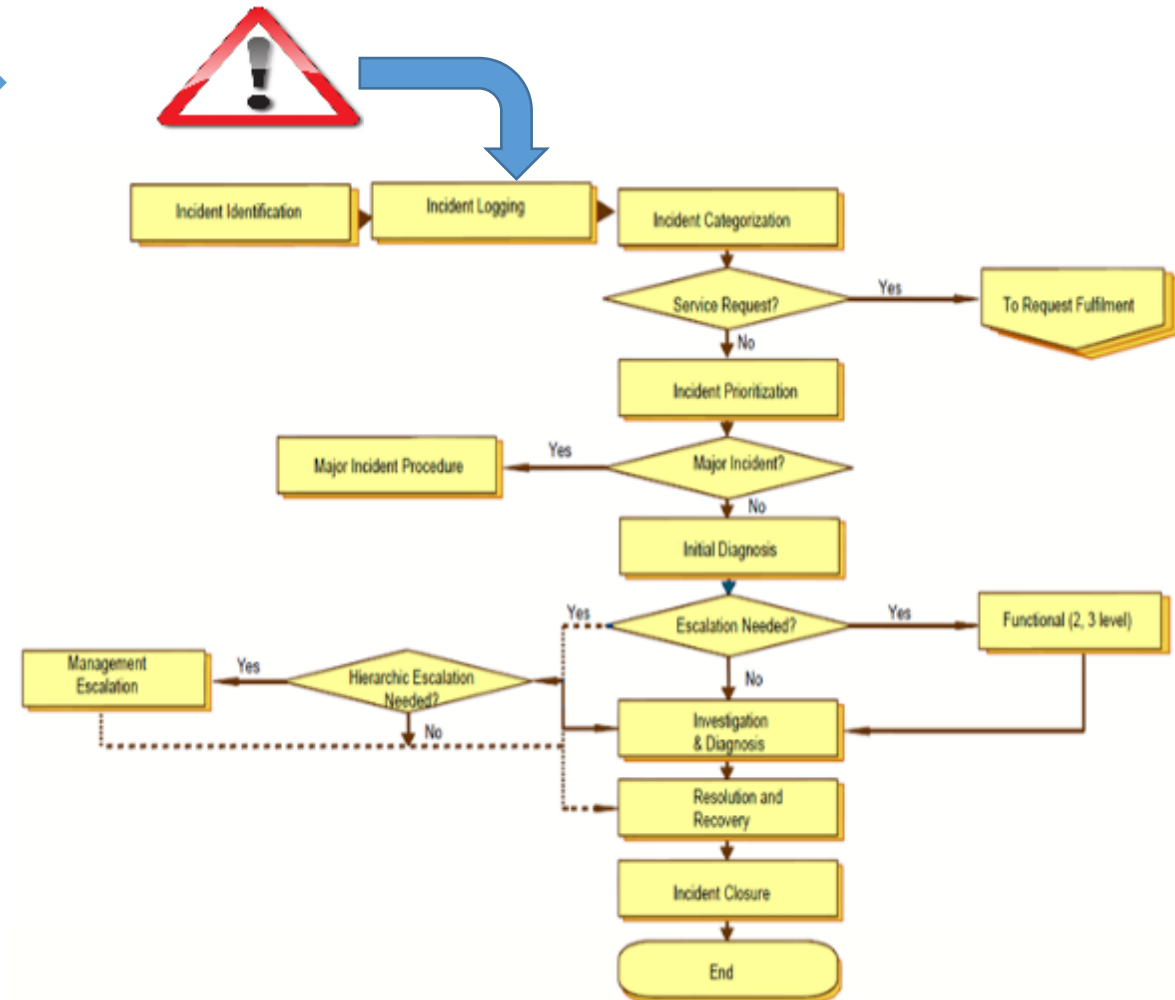 !
Incident Identification
Incident Logging
Incident Categorization
Service Request?
Yes
To Request Fulfilment
No
Incident Prioritization
Major Incident Procedure
Yes
Major Incident?
No
Initial Diagnosis
Yes
Escalation Needed?
Yes
Functional (2, 3 level)
Management
Escalation
Yes
Hierarchic Escalation
Needed?
No
No
Investigation
& Diagnosis
Resolution and
Recovery
Incident Closure
End